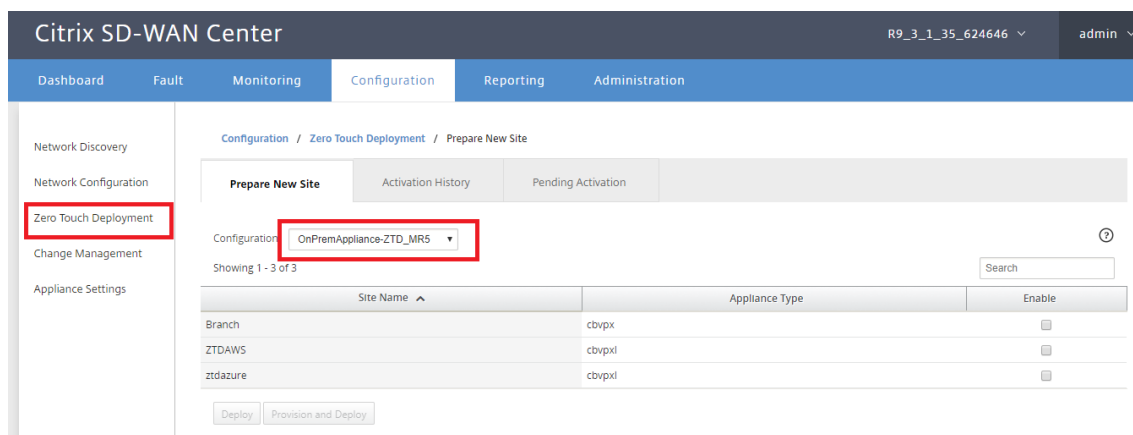 Citrix SD-WAN Center
R9_3_1_35_624646
admin
Dashboard Fault Monitoring Configuration Reporting Administration
Network Discovery
Network Configuration
Zero Touch Deployment
Change Management
Appliance Settings
Configuration / Zero Touch Deployment / Prepare New Site
Prepare New Site Activation History Pending Activation
Configuration OnPremAppliance-ZTD_MR5
?
Showing 1 - 3 of 3
Search
Site Name Appliance Type Enable
Branch cbvpx
ZTDAWS cbvpxl
ztdazure cbvpxl
Deploy Provision and Deploy